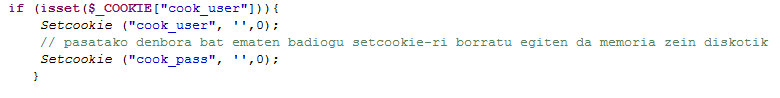 if (isset($_COOKIE["cook_user"])){
Setcookie ("cook_user", '',0);
// pasatako denbora bat ematen badiogu setcookie-ri borratu egiten da memoria zein diskotik
Setcookie ("cook_pass", '',0);
}